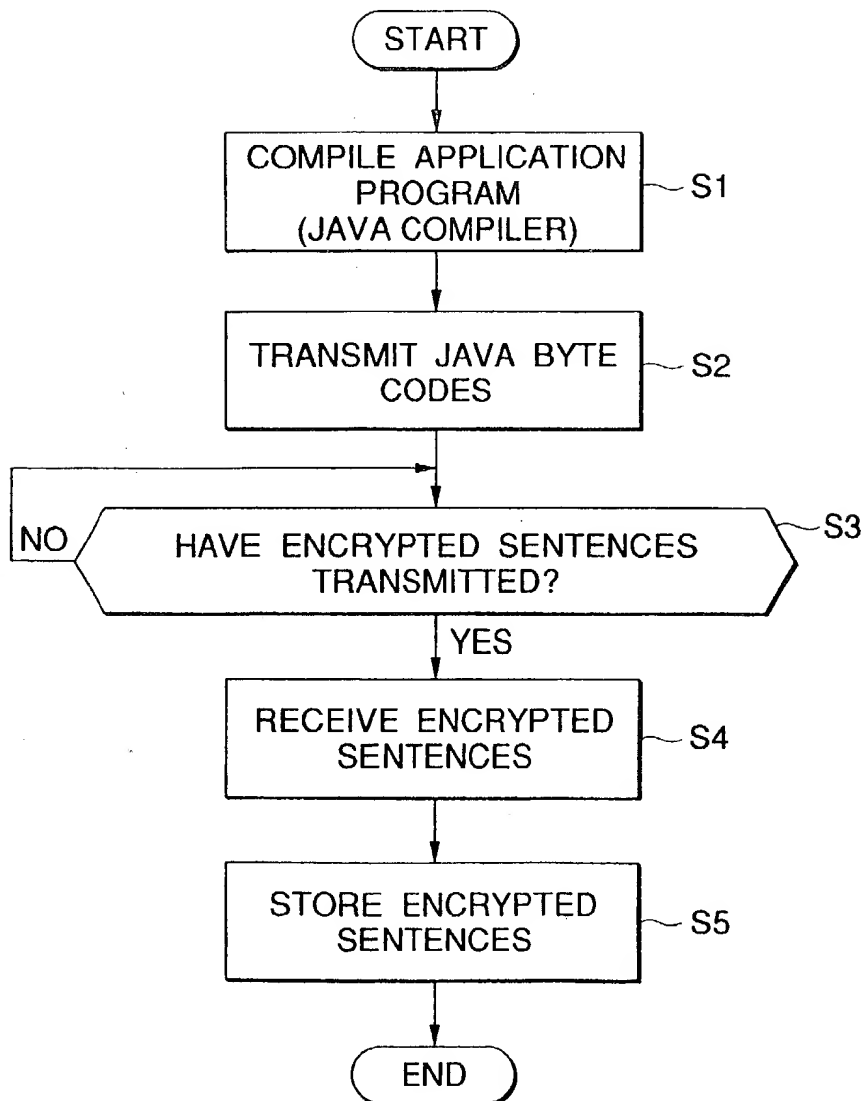 START
COMPILE APPLICATION
PROGRAM
(JAVA COMPILER)
S1
TRANSMIT JAVA BYTE
CODES
S2
HAVE ENCRYPTED SENTENCES
TRANSMITTED?
S3
NO
YES
RECEIVE ENCRYPTED
SENTENCES
S4
STORE ENCRYPTED
SENTENCES
S5
END